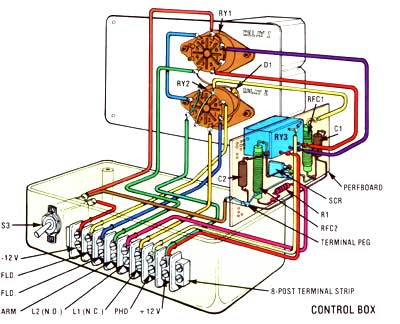 RY1
RELAY 1
D1
RY2
RELAY 2
RFC1
C1
RY3
C2
PERFBOARD
SCR
R1
RFC2
TERMINAL PEG
S3
-12 V
FLD.
FLD.
ARM
L2 (N.O.)
L1 (N.C.)
PHD
+ 12 V
8-POST TERMINAL STRIP
CONTROL BOX